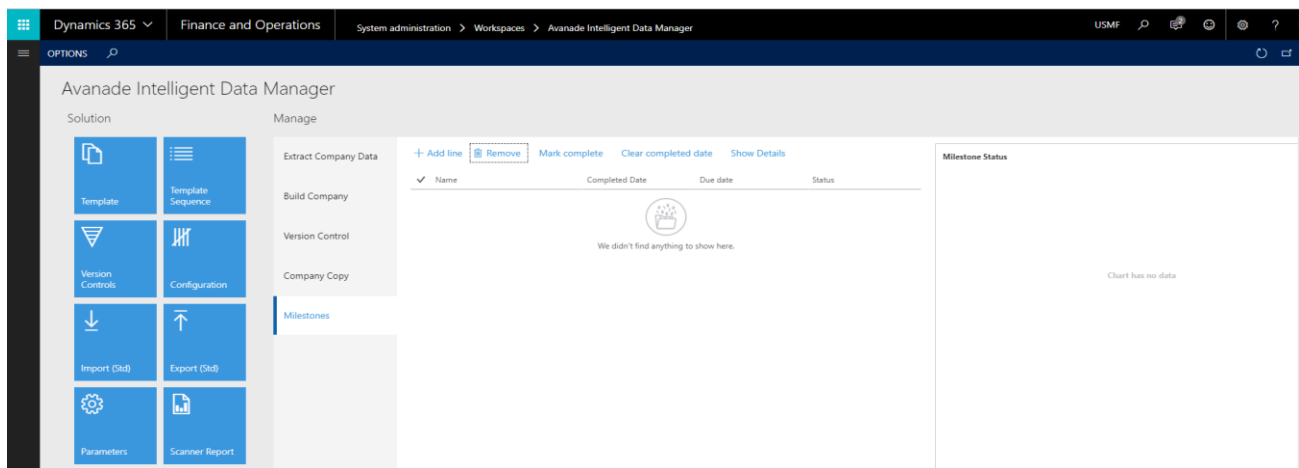 Dynamics 365
Finance and Operations
System administration > Workspaces > Avanade Intelligent Data Manager
USMF
2
?
OPTIONS
Avanade Intelligent Data Manager
Solution
Template
Template
Sequence
Version
Controls
Configuration
Import (Std)
Export (Std)
Parameters
Scanner Report
Manage
Extract Company Data
Build Company
Version Control
Company Copy
Milestones
+ Add line Remove Mark complete Clear completed date Show Details
Name Completed Date Due date Status
We didn't find anything to show here.
Milestone Status
Chart has no data